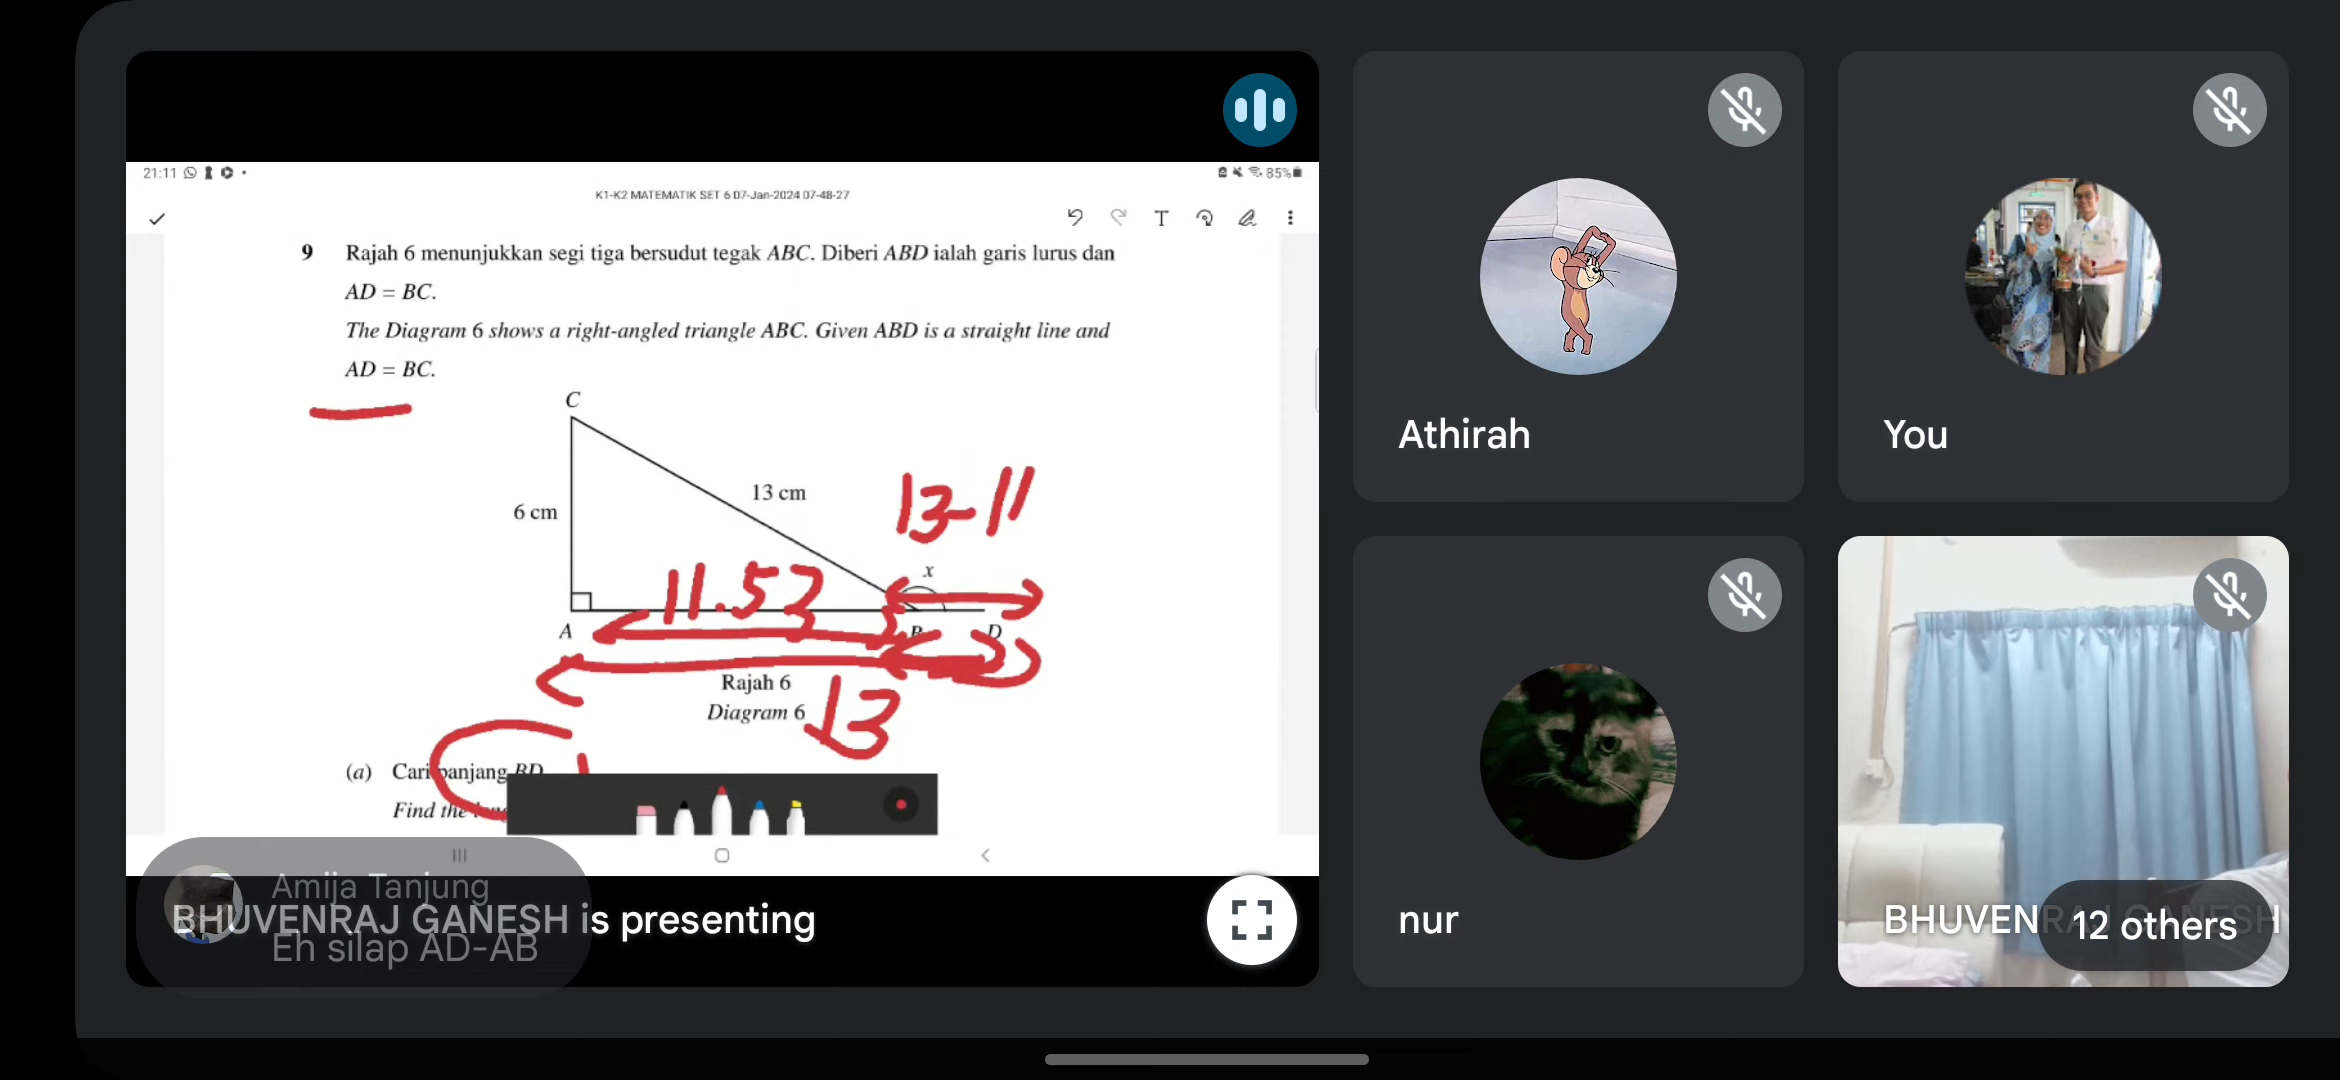 21:11
85%
K1-K2 MATEMATIK SET 6 07-Jan-2024 07-48-27
T
9 Rajah 6 menunjukkan segi tiga bersudut tegak ABC. Diberi ABD ialah garis lurus dan
AD = BC.
The Diagram 6 shows a right-angled triangle ABC. Given ABD is a straight line and
AD = BC.
C
13 cm
13-11
6 cm
x
11.53
A
B
D
Rajah 6
Diagram 6
13
(a) Cari panjang BD
Find the
Amija Tanjung
Eh silap AD-AB
BHUVENRAJ GANESH is presenting
Athirah
You
nur
BHUVENRAJ GANESH
12 others